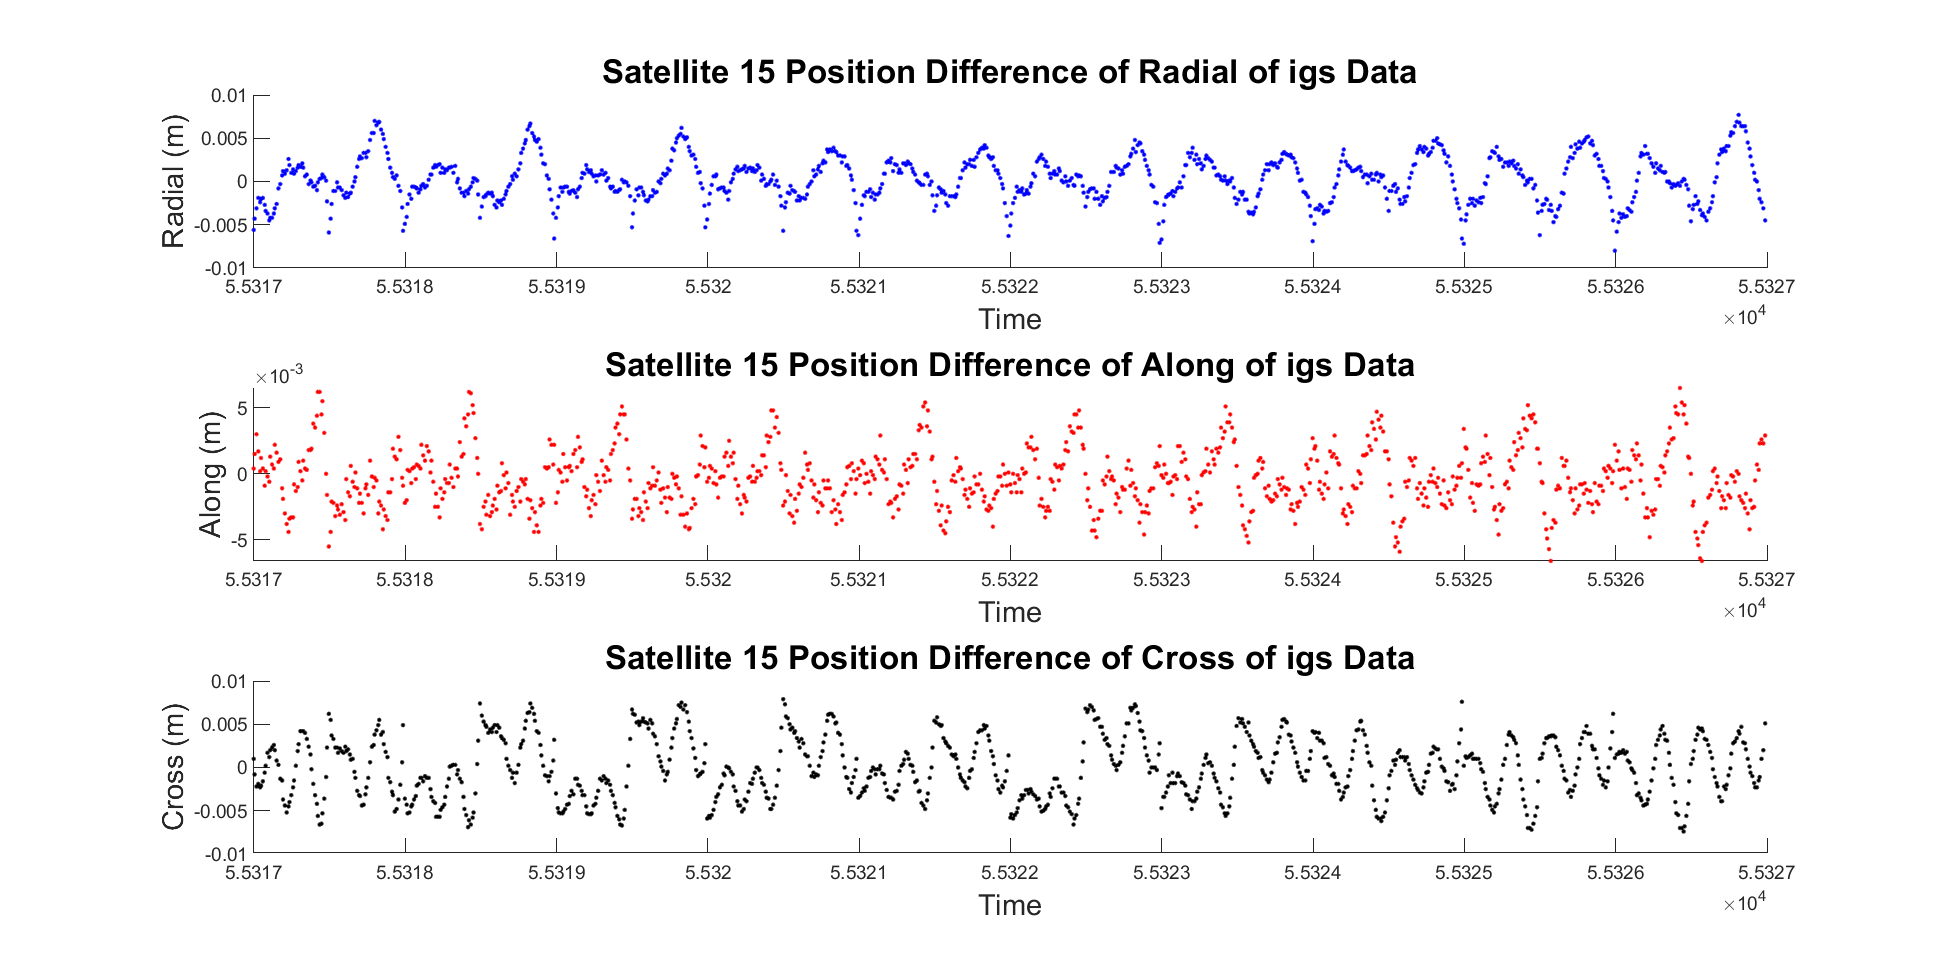 Satellite 15 Position Difference of Radial of igs Data
0.01
0.005
0
-0.005
-0.01
Radial (m)
5.5317 5.5318 5.5319 5.532 5.5321 5.5322 5.5323 5.5324 5.5325 5.5326 5.5327
Time
×10^4
Satellite 15 Position Difference of Along of igs Data
×10^-3
5
0
-5
Along (m)
5.5317 5.5318 5.5319 5.532 5.5321 5.5322 5.5323 5.5324 5.5325 5.5326 5.5327
Time
×10^4
Satellite 15 Position Difference of Cross of igs Data
0.01
0.005
0
-0.005
-0.01
Cross (m)
5.5317 5.5318 5.5319 5.532 5.5321 5.5322 5.5323 5.5324 5.5325 5.5326 5.5327
Time
×10^4